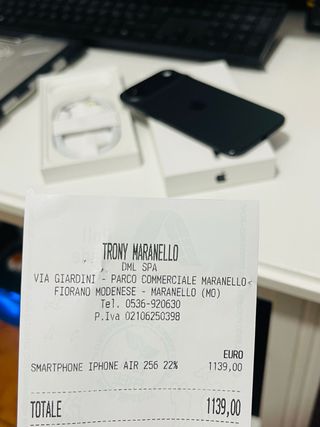 TRONY MARANELLO
DML SPA
VIA GIARDINI - PARCO COMMERCIALE MARANELLO
FIORANO MODENESE - MARANELLO (MO)
Tel. 0536-920630
P.Iva 02106250398
EURO
SMARTPHONE IPHONE AIR 256 22% 1139,00
TOTALE 1139,00